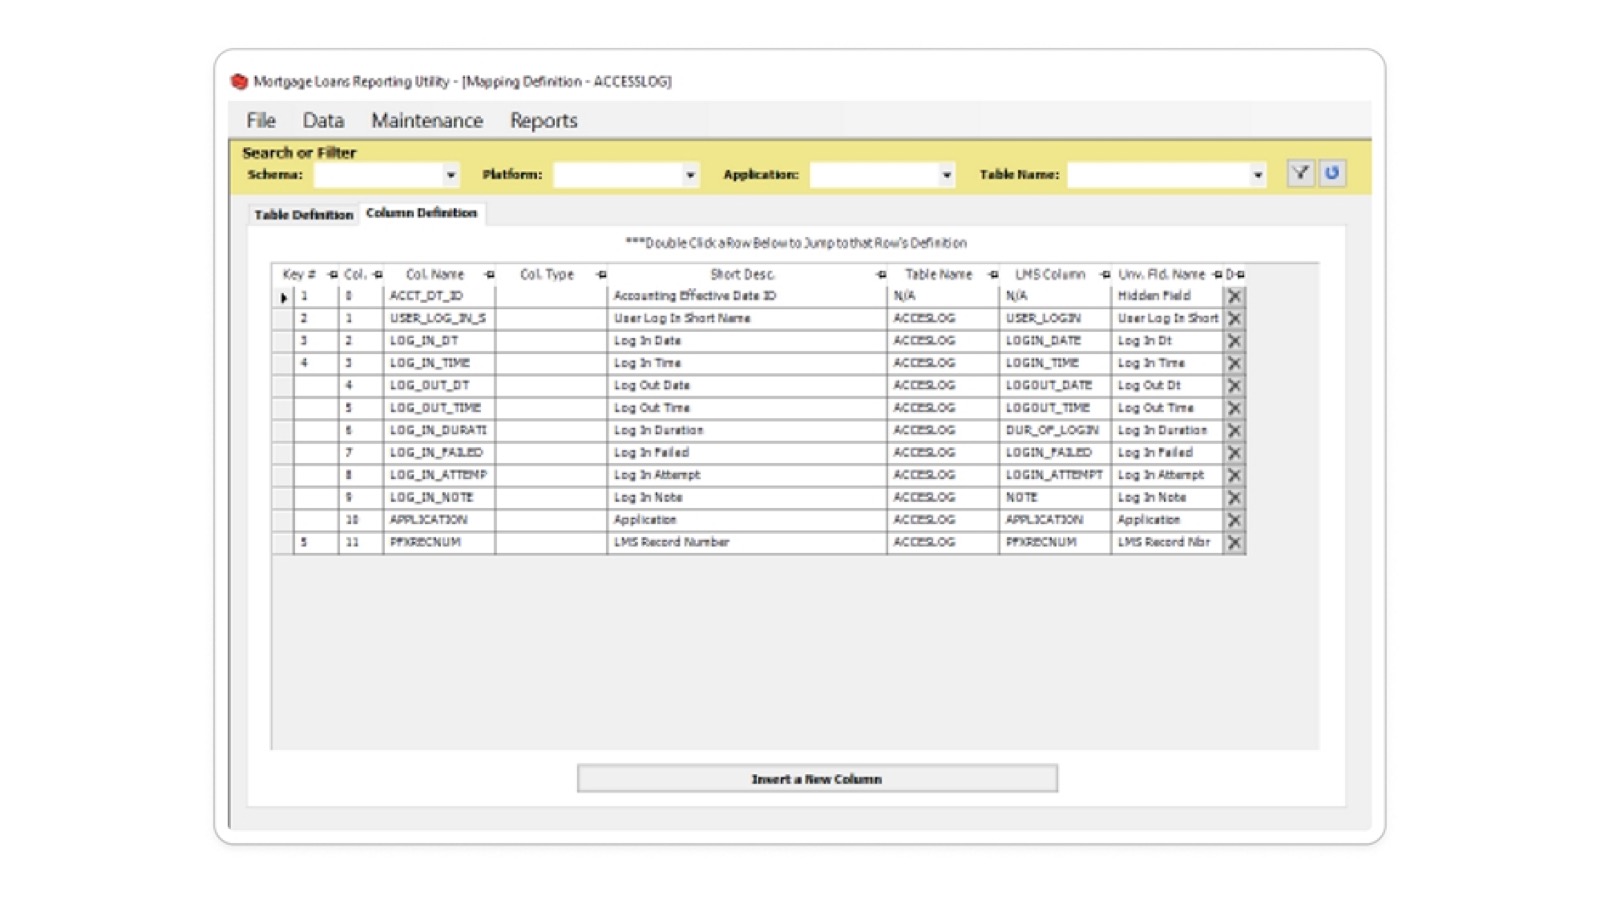 Mortgage Loans Reporting Utility - [Mapping Definition - ACCESSLOG]
File Data Maintenance Reports
Search or Filter
Schema: Platform: Application: Table Name:
Table Definition Column Definition
***Double Click a Row Below to Jump to that Row's Definition
Key # Col. Col. Name Col. Type Short Desc. Table Name LMS Column Unv. Fld. Name D
1 0 ACCT_DT_ID Accounting Effective Date ID N/A N/A Hidden Field
2 1 USER_LOG_IN_S User Log In Short Name ACCESLOG USER_LOGIN User Log In Short
3 2 LOG_IN_DT Log In Date ACCESLOG LOGIN_DATE Log In Dt
4 3 LOG_IN_TIME Log In Time ACCESLOG LOGIN_TIME Log In Time
4 LOG_OUT_DT Log Out Date ACCESLOG LOGOUT_DATE Log Out Dt
5 LOG_OUT_TIME Log Out Time ACCESLOG LOGOUT_TIME Log Out Time
6 LOG_IN_DURATI Log In Duration ACCESLOG DUR_OF_LOGIN Log In Duration
7 LOG_IN_FAILED Log In Failed ACCESLOG LOGIN_FAILED Log In Failed
8 LOG_IN_ATTEMP Log In Attempt ACCESLOG LOGIN_ATTEMPT Log In Attempt
9 LOG_IN_NOTE Log In Note ACCESLOG NOTE Log In Note
10 APPLICATION Application ACCESLOG APPLICATION Application
5 11 PFXRECNUM LMS Record Number ACCESLOG PFXRECNUM LMS Record Nbr
Insert a New Column